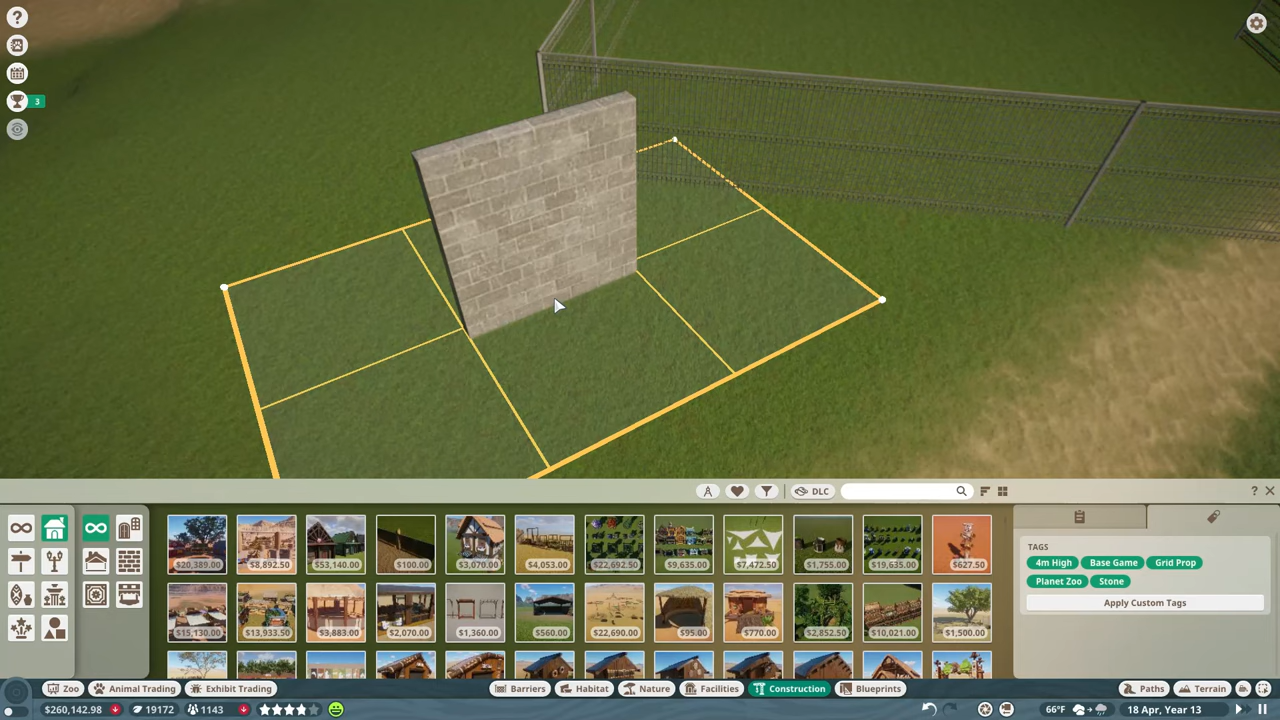 ?
3
DLC
?
$20,389.00 $8,892.50 $53,140.00 $100.00 $3,070.00 $4,053.00 $22,692.50 $9,635.00 $7,472.50 $1,755.00 $19,635.00 $627.50
$15,130.00 $13,933.50 $3,883.00 $2,070.00 $1,360.00 $560.00 $22,690.00 $95.00 $770.00 $2,852.50 $10,021.00 $1,500.00
TAGS
4m High Base Game Grid Prop
Planet Zoo Stone
Apply Custom Tags
Zoo Animal Trading Exhibit Trading Barriers Habitat Nature Facilities Construction Blueprints Paths Terrain
$260,142.98 19172 1143 66°F 18 Apr, Year 13